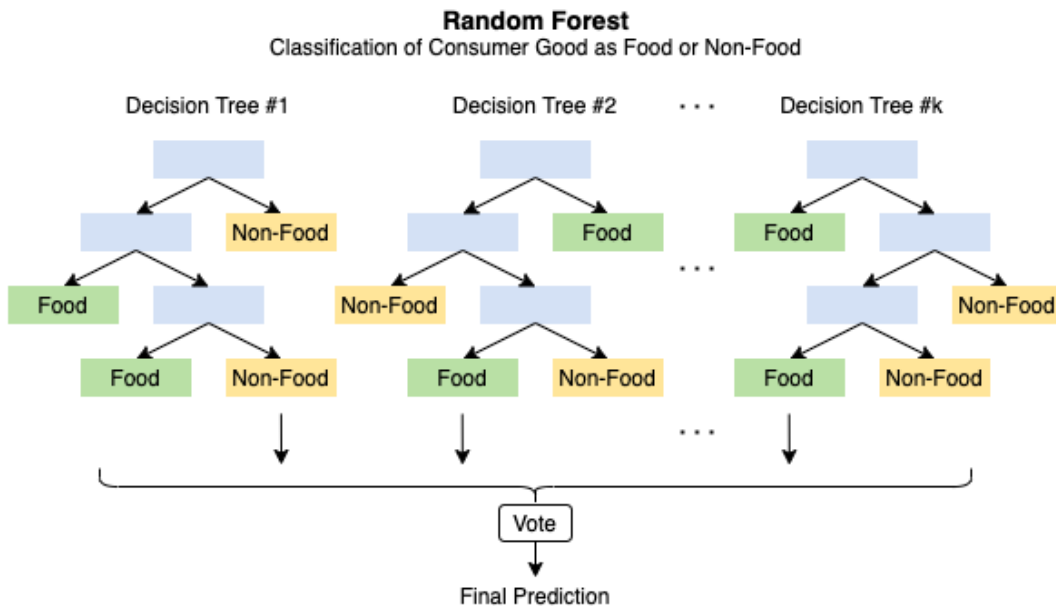 Random Forest
Classification of Consumer Good as Food or Non-Food
Decision Tree #1
Decision Tree #2
. . .
Decision Tree #k
Non-Food
Food
Food
Food
Non-Food
. . .
Non-Food
Food
Non-Food
Food
Non-Food
Food
Non-Food
. . .
Vote
Final Prediction